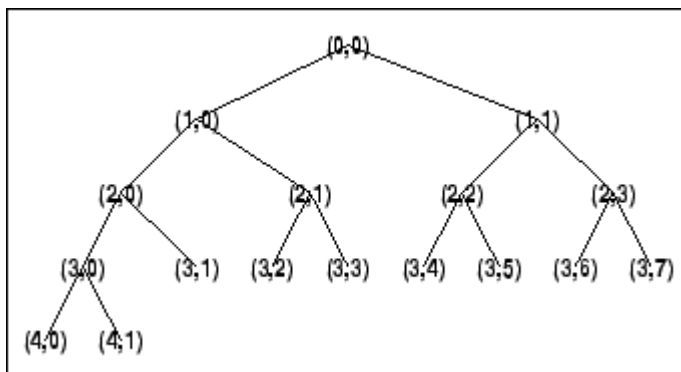 (0,0)
(1,0) (1,1)
(2,0) (2,1) (2,2) (2,3)
(3,0) (3,1) (3,2) (3,3) (3,4) (3,5) (3,6) (3,7)
(4,0) (4,1)